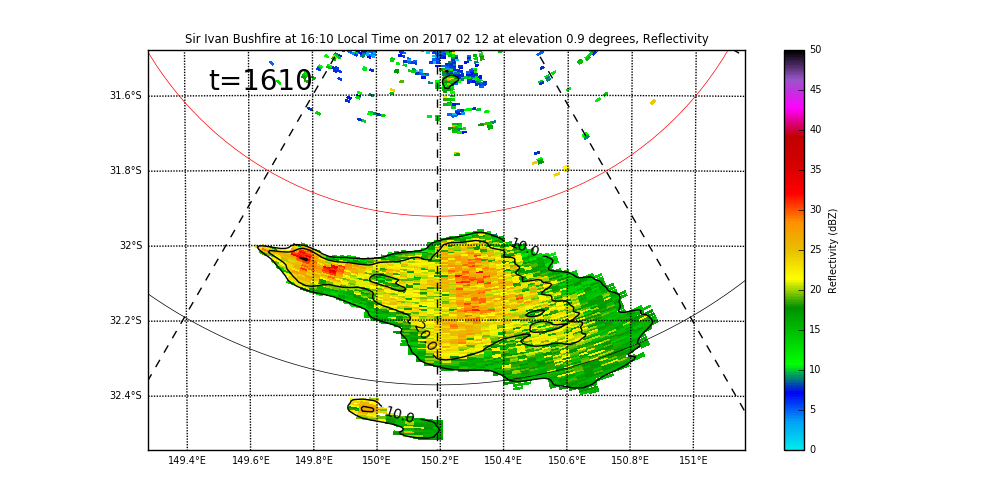 Sir Ivan Bushfire at 16:10 Local Time on 2017 02 12 at elevation 0.9 degrees, Reflectivity
t=1610
31.6°S
31.8°S
32°S
32.2°S
32.4°S
10.0
20.0
10.0
149.4°E 149.6°E 149.8°E 150°E 150.2°E 150.4°E 150.6°E 150.8°E 151°E
50
45
40
35
30
25
20
15
10
5
0
Reflectivity (dBZ)